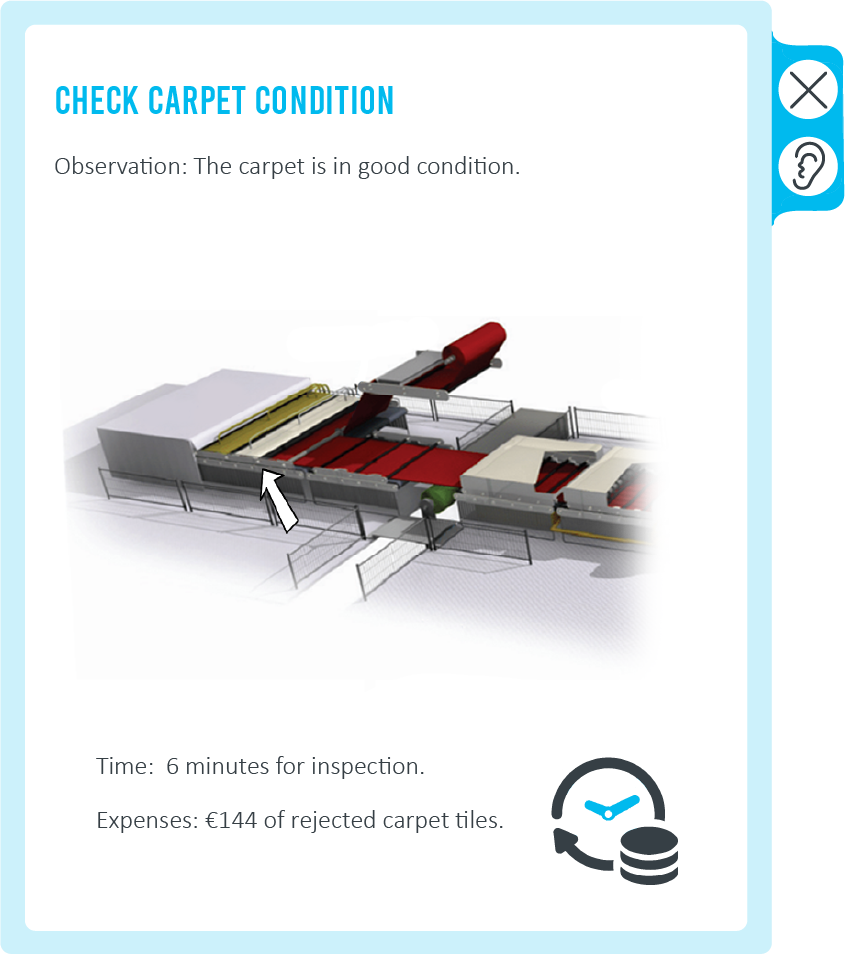 CHECK CARPET CONDITION
Observation: The carpet is in good condition.
Time: 6 minutes for inspection.
Expenses: €144 of rejected carpet tiles.